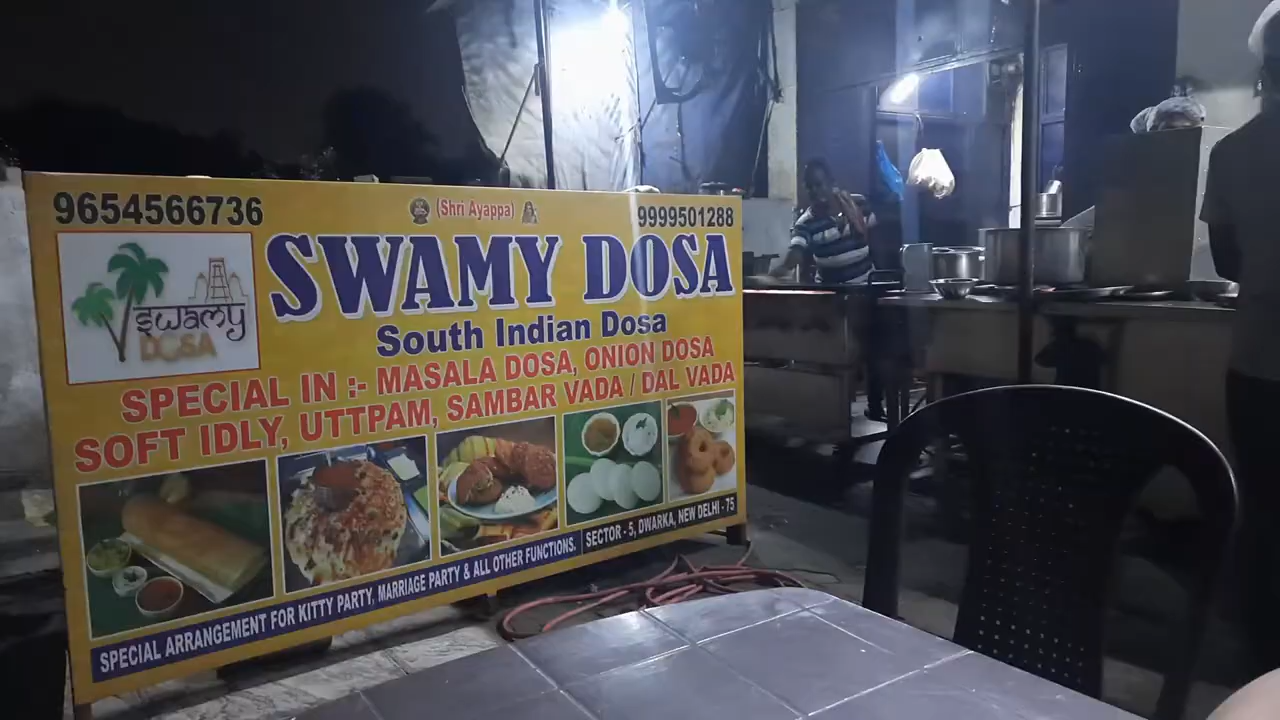 9654566736
(Shri Ayappa)
9999501288
swamy
DOSA
SWAMY DOSA
South Indian Dosa
SPECIAL IN :- MASALA DOSA, ONION DOSA
SOFT IDLY, UTTPAM, SAMBAR VADA / DAL VADA
SPECIAL ARRANGEMENT FOR KITTY PARTY, MARRIAGE PARTY & ALL OTHER FUNCTIONS.
SECTOR - 5, DWARKA, NEW DELHI - 75